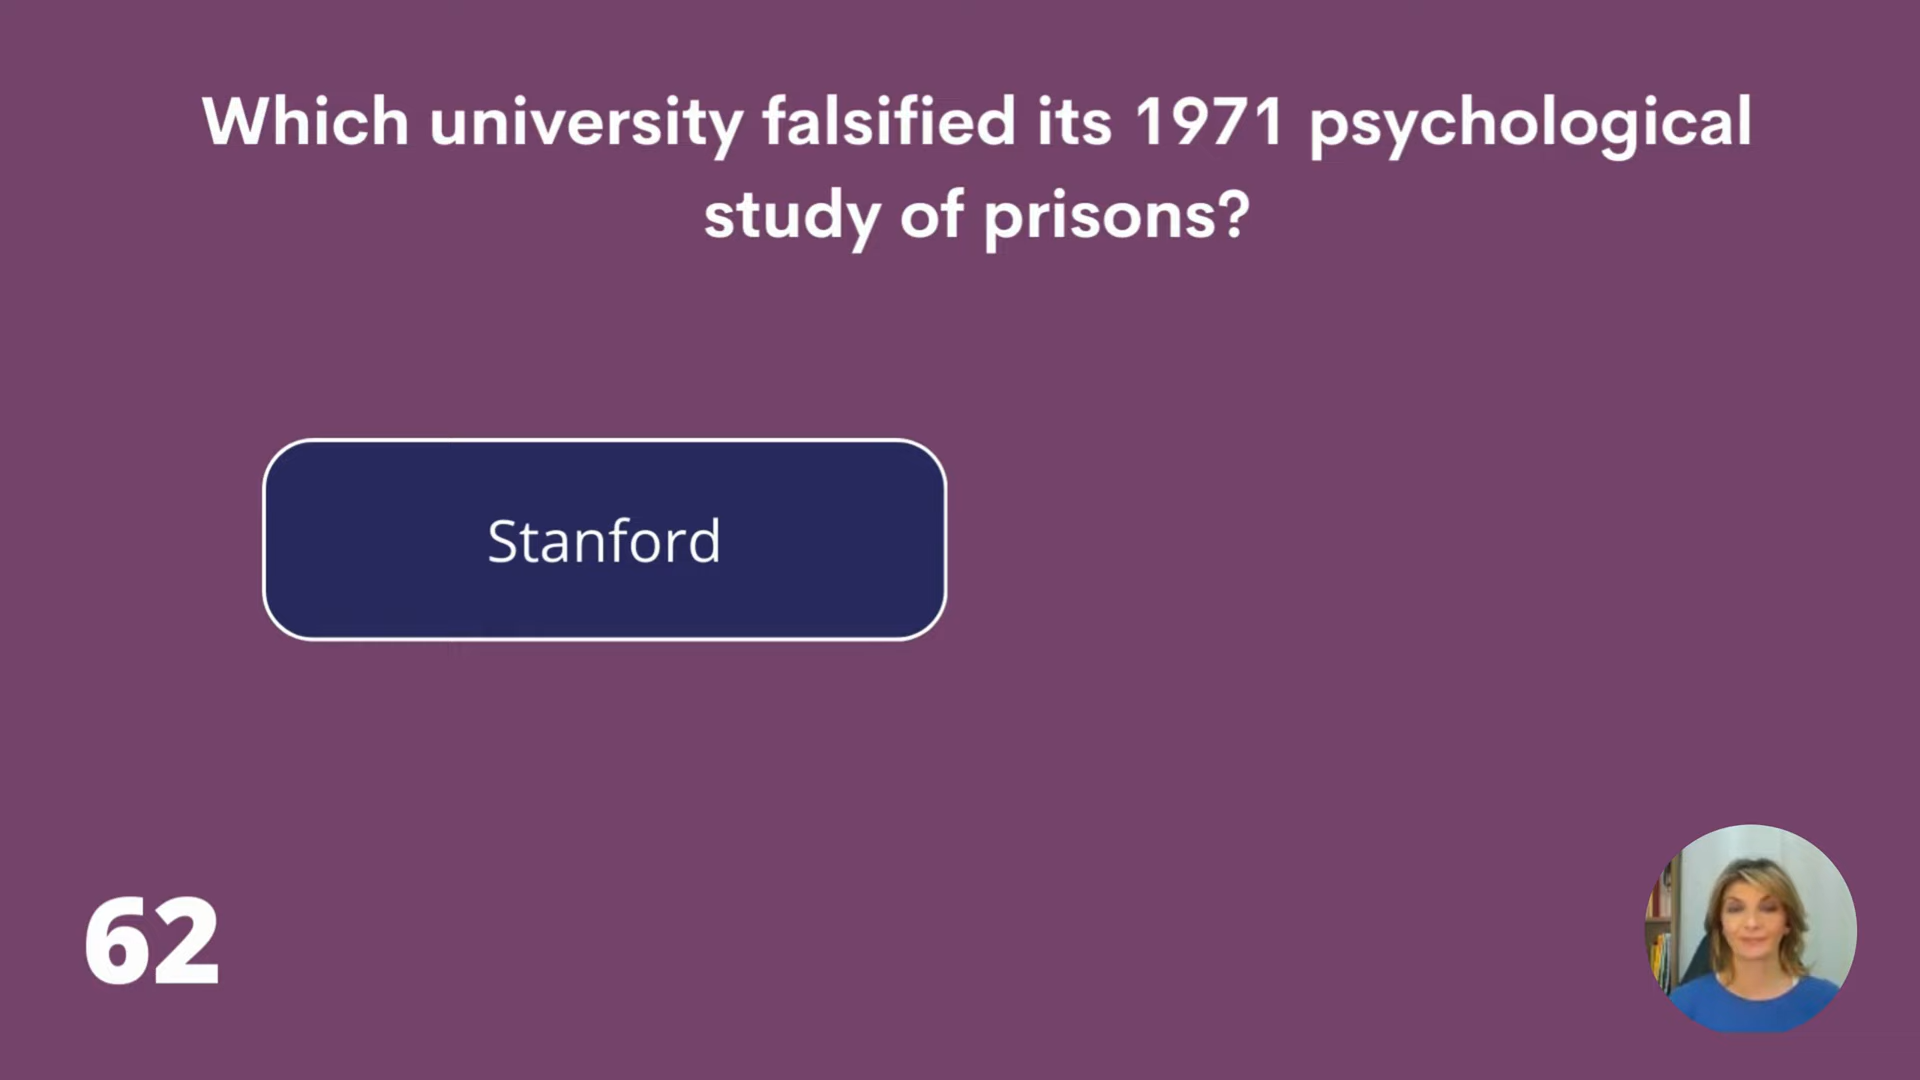 Which university falsified its 1971 psychological
study of prisons?
Stanford
62